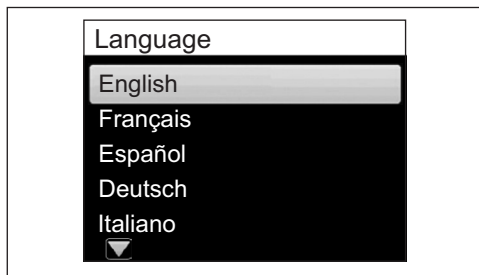 Language
English
Français
Español
Deutsch
Italiano